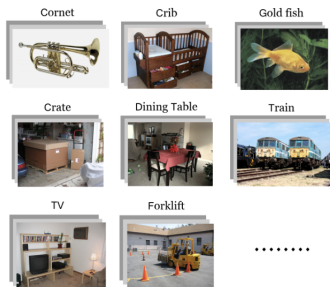 Cornet
Crib
Gold fish
Crate
Dining Table
Train
TV
Forklift
........